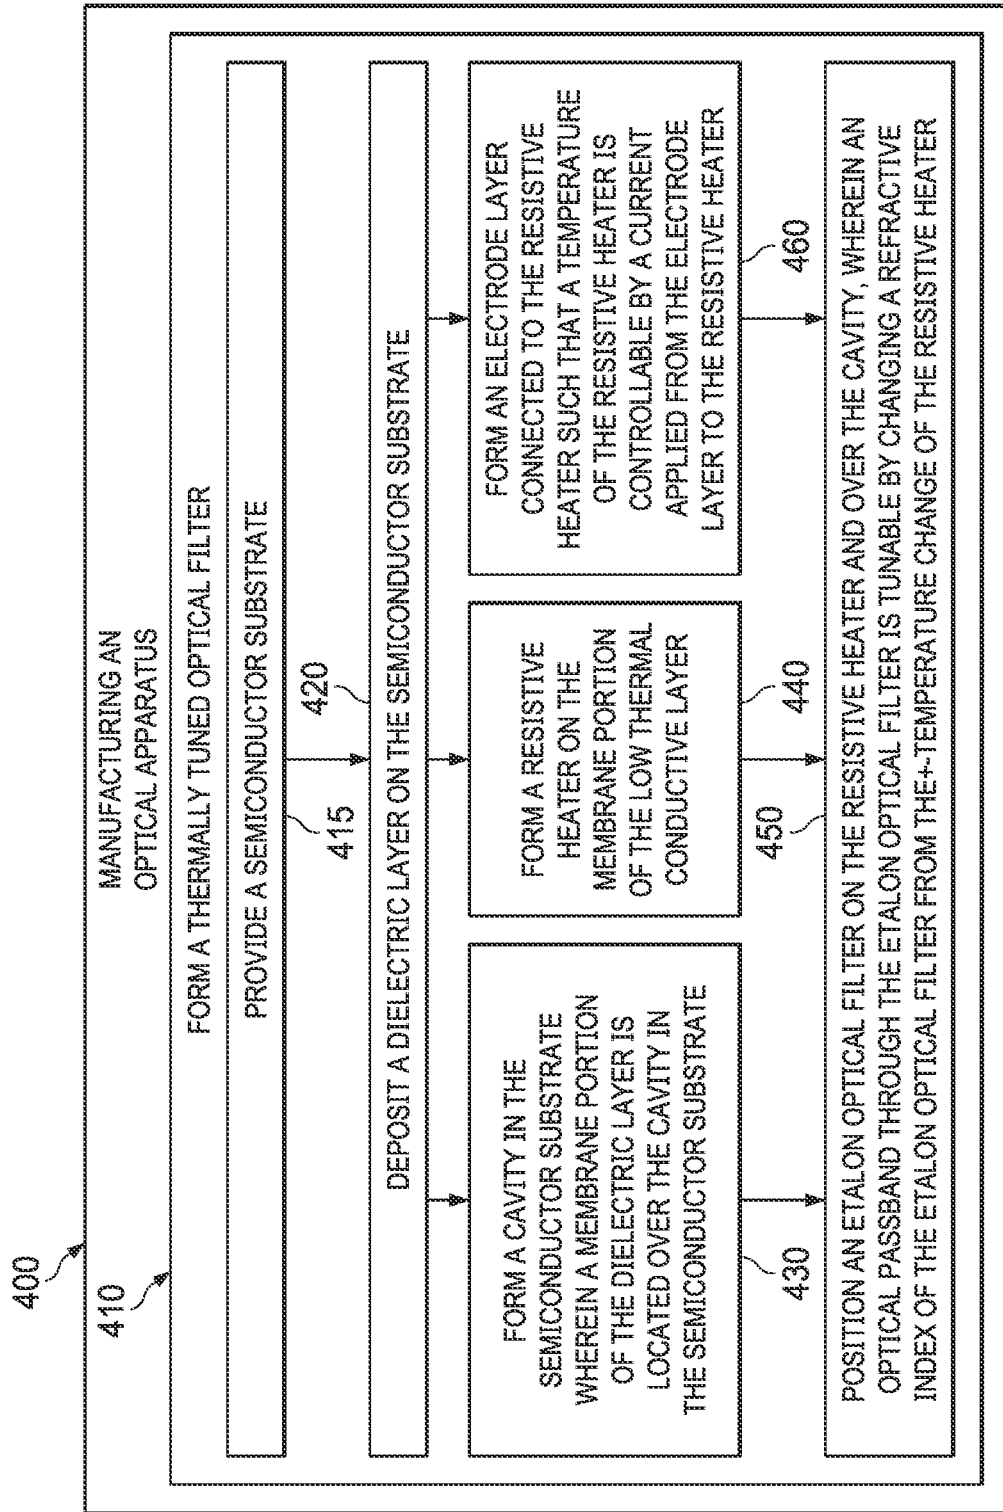 400
MANUFACTURING AN
OPTICAL APPARATUS
410
FORM A THERMALLY TUNED OPTICAL FILTER
PROVIDE A SEMICONDUCTOR SUBSTRATE
415
420
DEPOSIT A DIELECTRIC LAYER ON THE SEMICONDUCTOR SUBSTRATE
FORM A CAVITY IN THE
SEMICONDUCTOR SUBSTRATE
WHEREIN A MEMBRANE PORTION
OF THE DIELECTRIC LAYER IS
LOCATED OVER THE CAVITY IN
THE SEMICONDUCTOR SUBSTRATE
430
FORM A RESISTIVE
HEATER ON THE
MEMBRANE PORTION
OF THE LOW THERMAL
CONDUCTIVE LAYER
440
FORM AN ELECTRODE LAYER
CONNECTED TO THE RESISTIVE
HEATER SUCH THAT A TEMPERATURE
OF THE RESISTIVE HEATER IS
CONTROLLABLE BY A CURRENT
APPLIED FROM THE ELECTRODE
LAYER TO THE RESISTIVE HEATER
460
450
POSITION AN ETALON OPTICAL FILTER ON THE RESISTIVE HEATER AND OVER THE CAVITY, WHEREIN AN
OPTICAL PASSBAND THROUGH THE ETALON OPTICAL FILTER IS TUNABLE BY CHANGING A REFRACTIVE
INDEX OF THE ETALON OPTICAL FILTER FROM THE+-TEMPERATURE CHANGE OF THE RESISTIVE HEATER